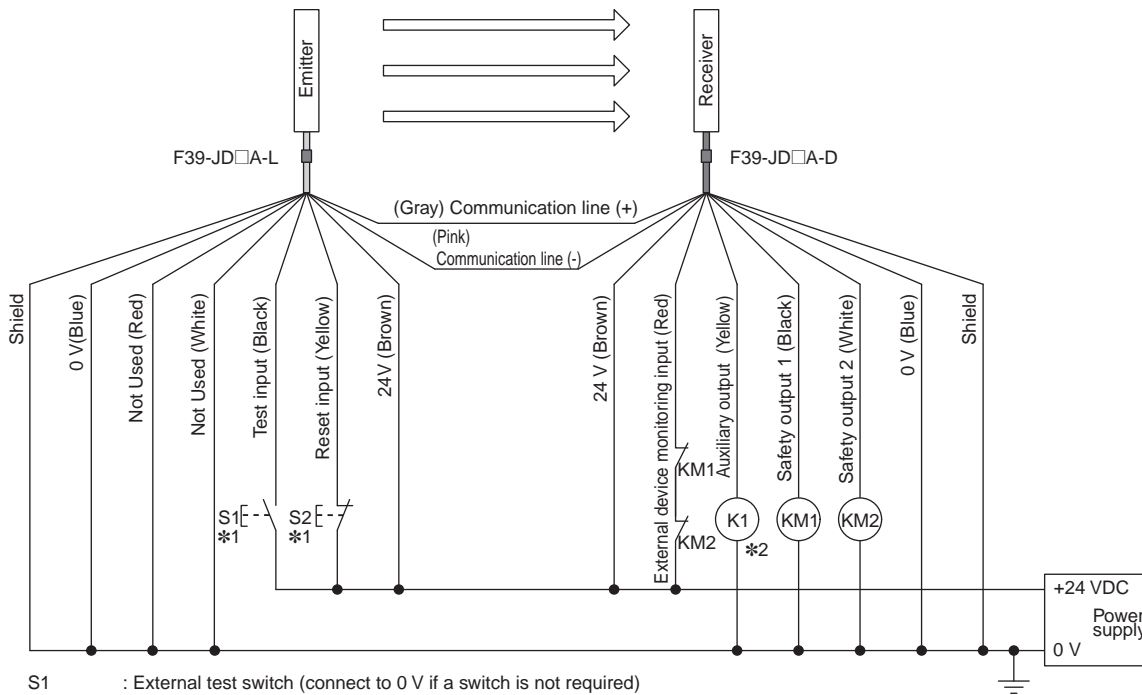 Emitter
Receiver
F39-JD□A-L
F39-JD□A-D
(Gray) Communication line (+)
(Pink)
Communication line (-)
Shield
0 V(Blue)
Not Used (Red)
Not Used (White)
Test input (Black)
Reset input (Yellow)
24V (Brown)
24 V (Brown)
External device monitoring input (Red)
Auxiliary output (Yellow)
Safety output 1 (Black)
Safety output 2 (White)
0 V (Blue)
Shield
KM1
S1
*1
S2
*1
KM2
K1
*2
KM1
KM2
+24 VDC
Power
supply
0 V
S1 : External test switch (connect to 0 V if a switch is not required)